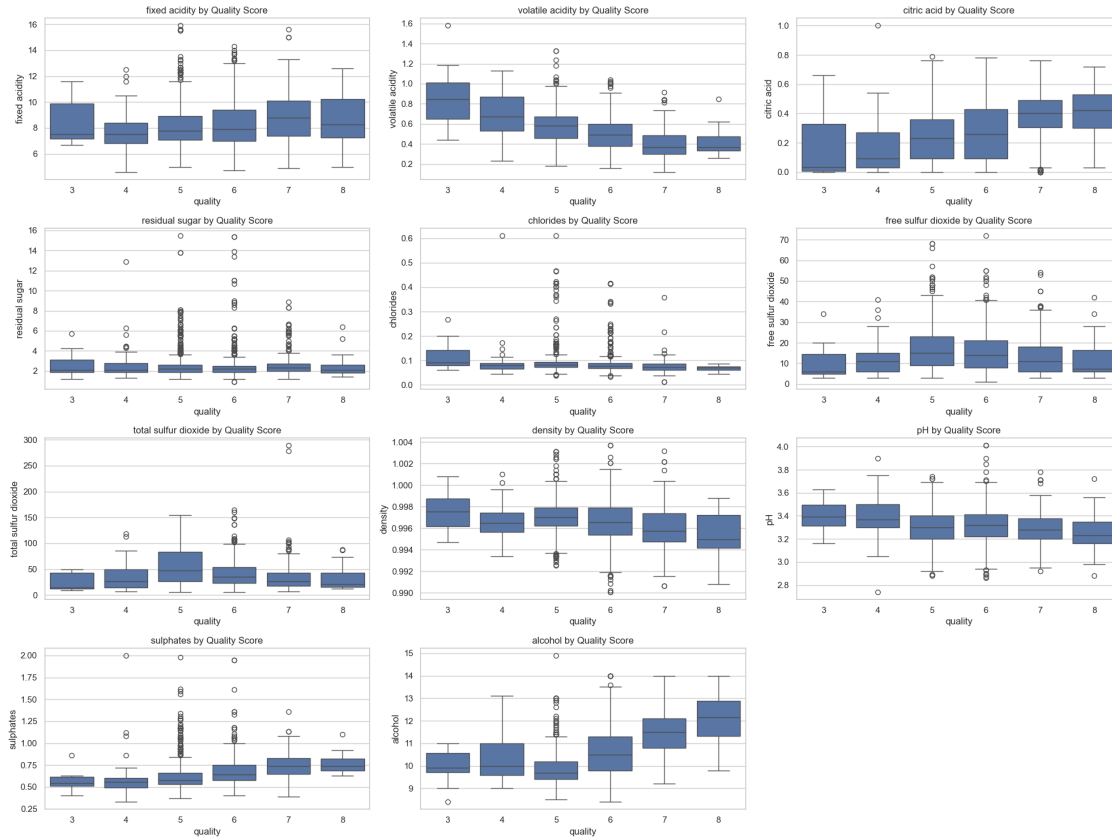 fixed acidity by Quality Score
16
14
12
10
8
6
fixed acidity
3 4 5 6 7 8
quality
volatile acidity by Quality Score
1.6
1.4
1.2
1.0
0.8
0.6
0.4
0.2
volatile acidity
3 4 5 6 7 8
quality
citric acid by Quality Score
1.0
0.8
0.6
0.4
0.2
0.0
citric acid
3 4 5 6 7 8
quality
residual sugar by Quality Score
16
14
12
10
8
6
4
2
residual sugar
3 4 5 6 7 8
quality
chlorides by Quality Score
0.6
0.5
0.4
0.3
0.2
0.1
0.0
chlorides
3 4 5 6 7 8
quality
free sulfur dioxide by Quality Score
70
60
50
40
30
20
10
0
free sulfur dioxide
3 4 5 6 7 8
quality
total sulfur dioxide by Quality Score
300
250
200
150
100
50
0
total sulfur dioxide
3 4 5 6 7 8
quality
density by Quality Score
1.004
1.002
1.000
0.998
0.996
0.994
0.992
0.990
density
3 4 5 6 7 8
quality
pH by Quality Score
4.0
3.8
3.6
3.4
3.2
3.0
2.8
pH
3 4 5 6 7 8
quality
sulphates by Quality Score
2.00
1.75
1.50
1.25
1.00
0.75
0.50
0.25
sulphates
3 4 5 6 7 8
quality
alcohol by Quality Score
15
14
13
12
11
10
9
alcohol
3 4 5 6 7 8
quality